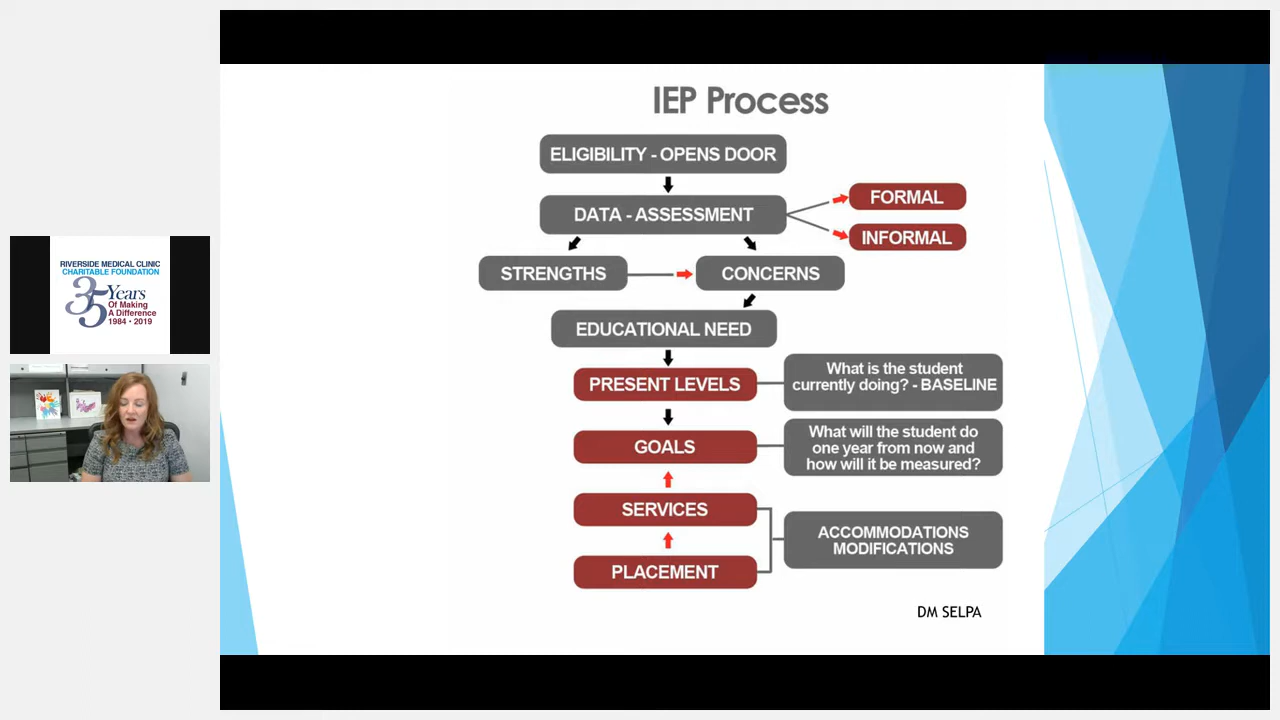 RIVERSIDE MEDICAL CLINIC
CHARITABLE FOUNDATION
35 Years
Of Making
A Difference
1984 • 2019
IEP Process
ELIGIBILITY - OPENS DOOR
DATA - ASSESSMENT
FORMAL
INFORMAL
STRENGTHS
CONCERNS
EDUCATIONAL NEED
PRESENT LEVELS
What is the student
currently doing? - BASELINE
GOALS
What will the student do
one year from now and
how will it be measured?
SERVICES
ACCOMMODATIONS
MODIFICATIONS
PLACEMENT
DM SELPA